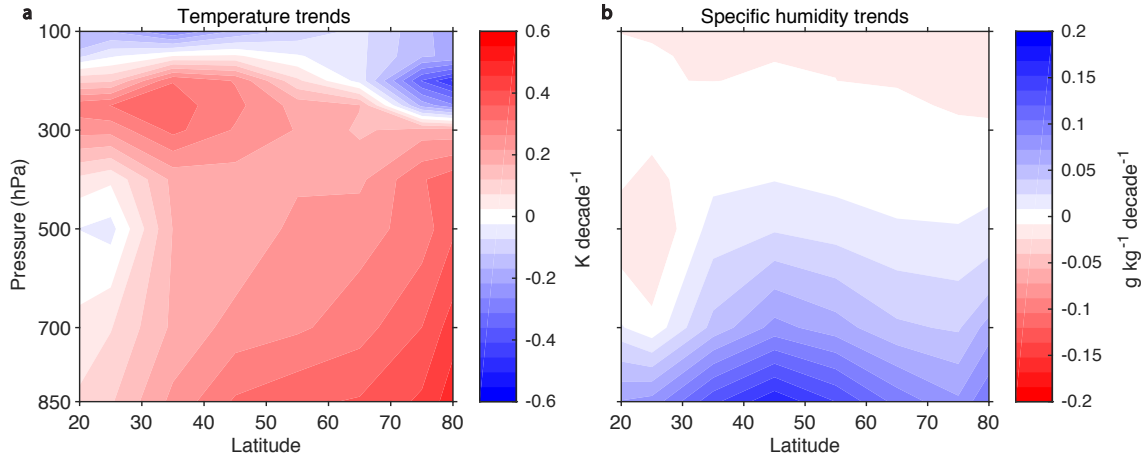 a Temperature trends
100
300
500
700
850
Pressure (hPa)
20 30 40 50 60 70 80
Latitude
0.6
0.4
0.2
0
-0.2
-0.4
-0.6
K decade-1
b Specific humidity trends
20 30 40 50 60 70 80
Latitude
0.2
0.15
0.1
0.05
0
-0.05
-0.1
-0.15
-0.2
g kg-1 decade-1